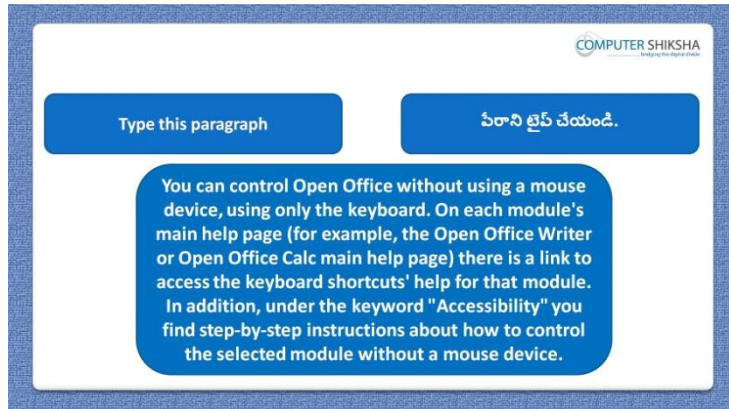 COMPUTER SHIKSHA
bridging the digital divide
Type this paragraph
పేరాని టైప్ చేయండి.
You can control Open Office without using a mouse
device, using only the keyboard. On each module's
main help page (for example, the Open Office Writer
or Open Office Calc main help page) there is a link to
access the keyboard shortcuts' help for that module.
In addition, under the keyword "Accessibility" you
find step-by-step instructions about how to control
the selected module without a mouse device.